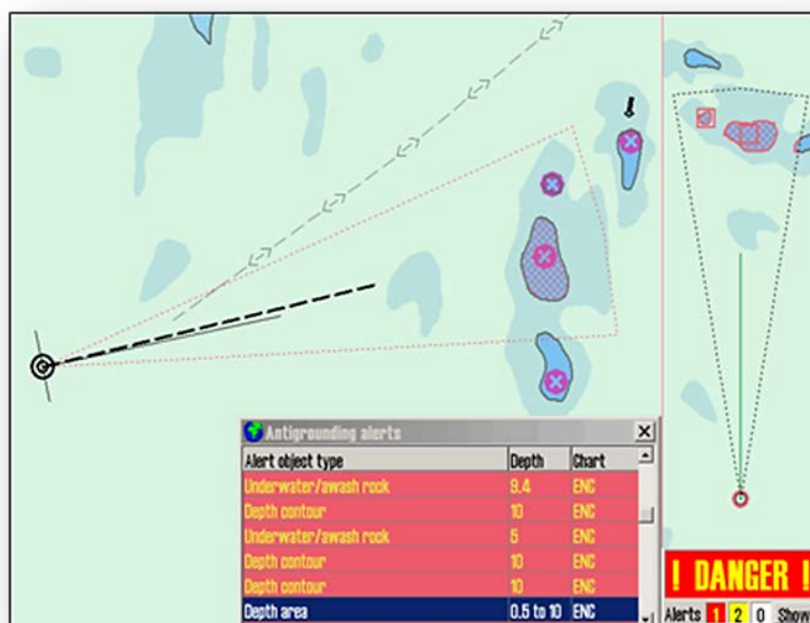 Antigrounding alerts
Alert object type Depth Chart
Underwater/awash rock 9.4 ENC
Depth contour 10 ENC
Underwater/awash rock 5 ENC
Depth contour 10 ENC
Depth contour 10 ENC
Depth area 0.5 to 10 ENC
! DANGER !
Alerts 1 2 0 Show